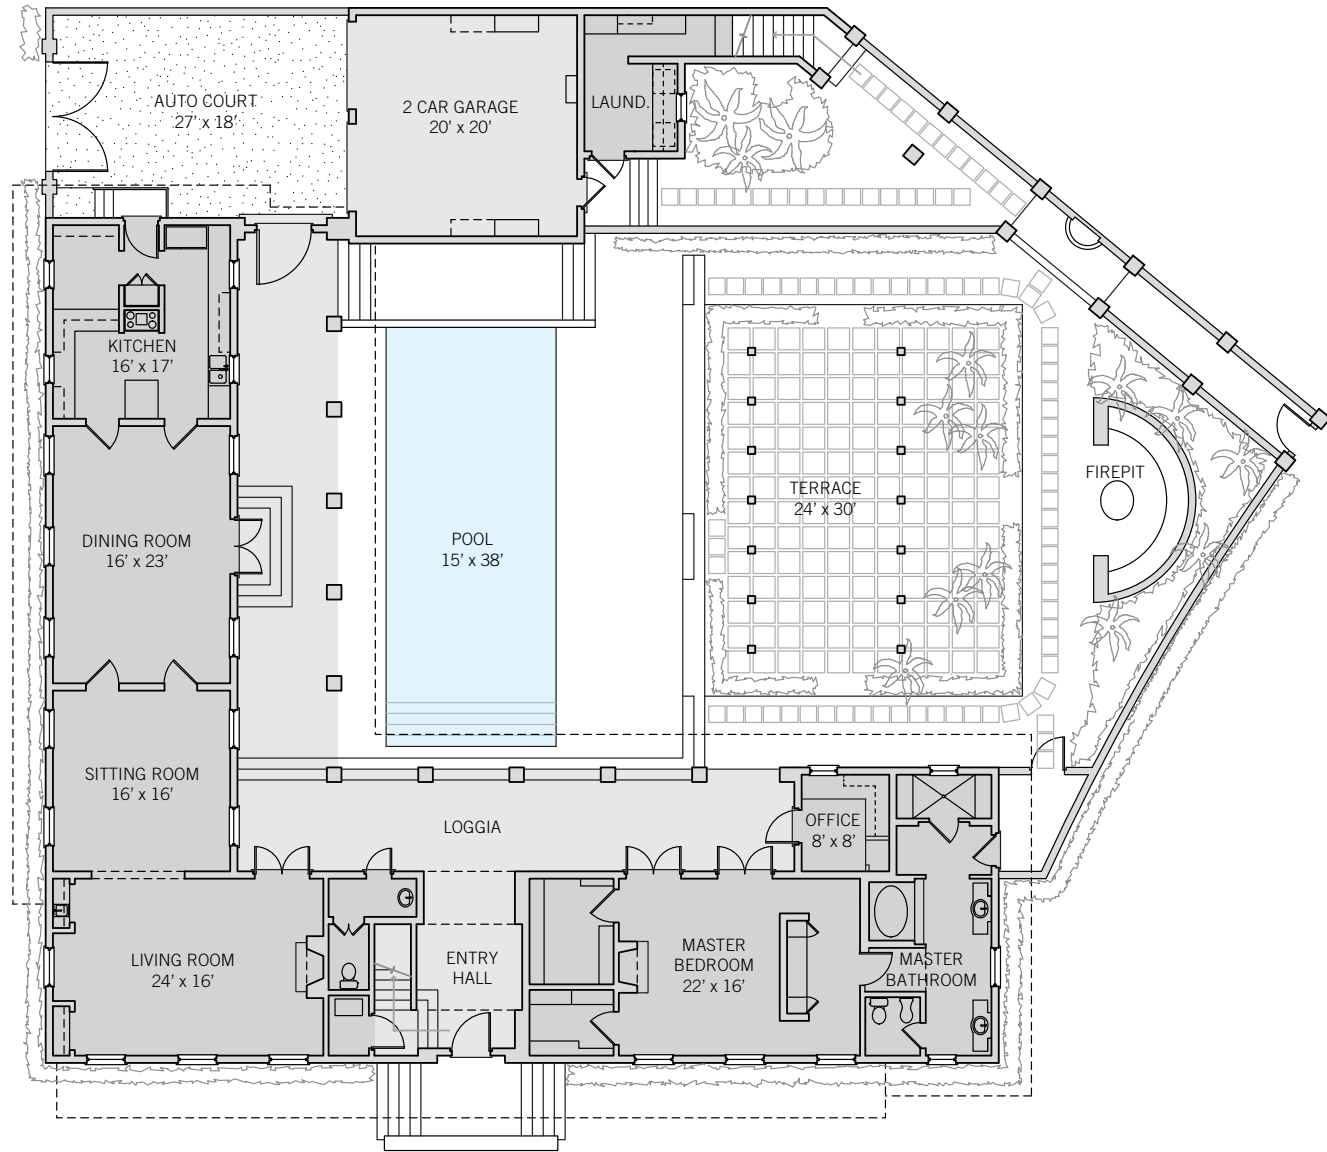 AUTO COURT
27' x 18'
2 CAR GARAGE
20' x 20'
LAUND.
KITCHEN
16' x 17'
DINING ROOM
16' x 23'
POOL
15' x 38'
TERRACE
24' x 30'
FIREPIT
SITTING ROOM
16' x 16'
LOGGIA
OFFICE
8' x 8'
LIVING ROOM
24' x 16'
ENTRY
HALL
MASTER
BEDROOM
22' x 16'
MASTER
BATHROOM